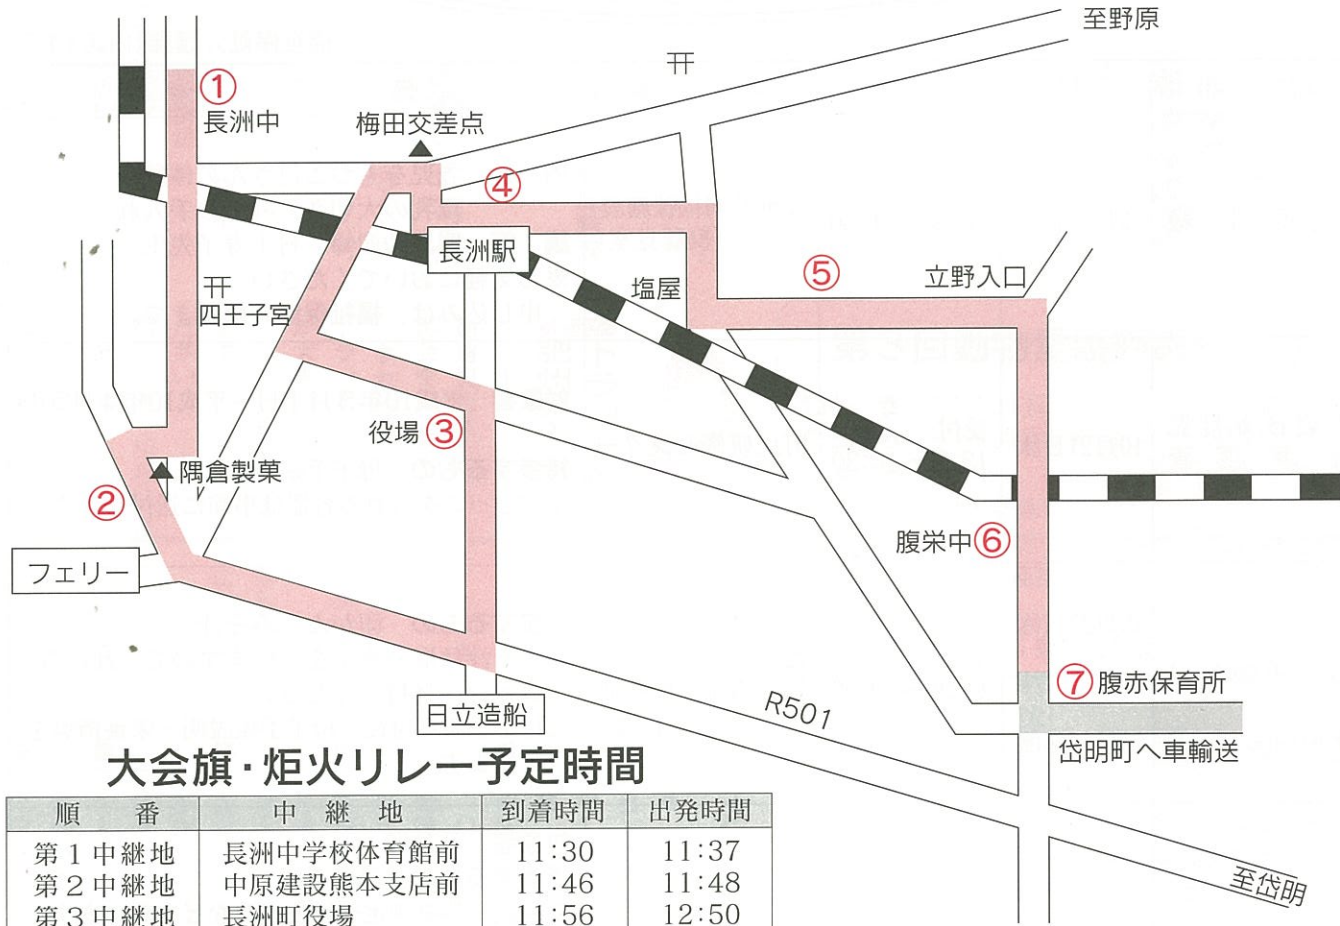 至野原
①
長洲中
梅田交差点
④
長洲駅
四王子宮
塩屋
⑤
立野入口
役場③
隅倉製菓
②
フェリー
腹栄中⑥
日立造船
R501
⑦腹赤保育所
岱明町へ車輸送
至岱明
大会旗・炬火リレー予定時間
順 番 中 継 地 到着時間 出発時間
第1中継地 長洲中学校体育館前 11:30 11:37
第2中継地 中原建設熊本支店前 11:46 11:48
第3中継地 長洲町役場 11:56 12:50